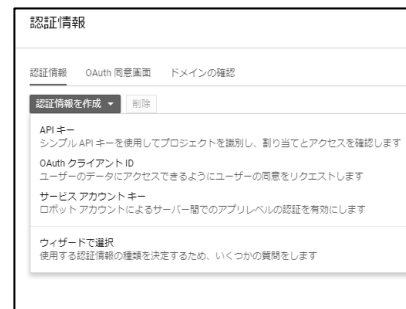 認証情報
認証情報 OAuth 同意画面 ドメインの確認
認証情報を作成 削除
API キー
シンプル API キーを使用してプロジェクトを識別し、割り当てとアクセスを確認します
OAuth クライアント ID
ユーザーのデータにアクセスできるようにユーザーの同意をリクエストします
サービス アカウント キー
ロボット アカウントによるサーバー間でのアプリレベルの認証を有効にします
ウィザードで選択
使用する認証情報の種類を決定するため、いくつかの質問をします